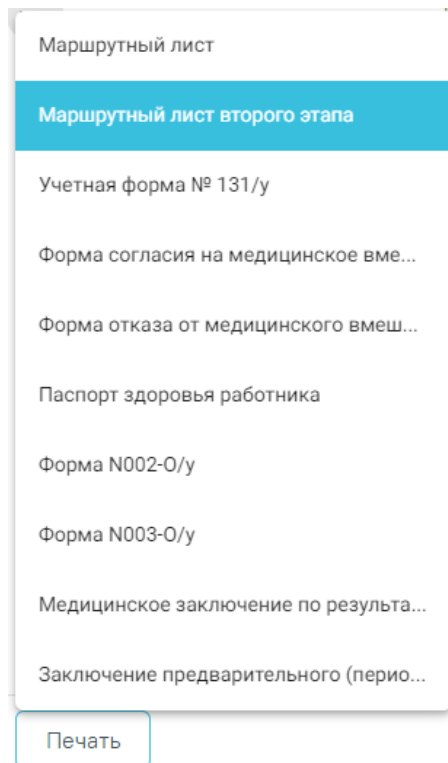 Маршрутный лист
Маршрутный лист второго этапа
Учетная форма № 131/у
Форма согласия на медицинское вме...
Форма отказа от медицинского вмеш...
Паспорт здоровья работника
Форма N002-О/у
Форма N003-О/у
Медицинское заключение по результа...
Заключение предварительного (перио...
Печать